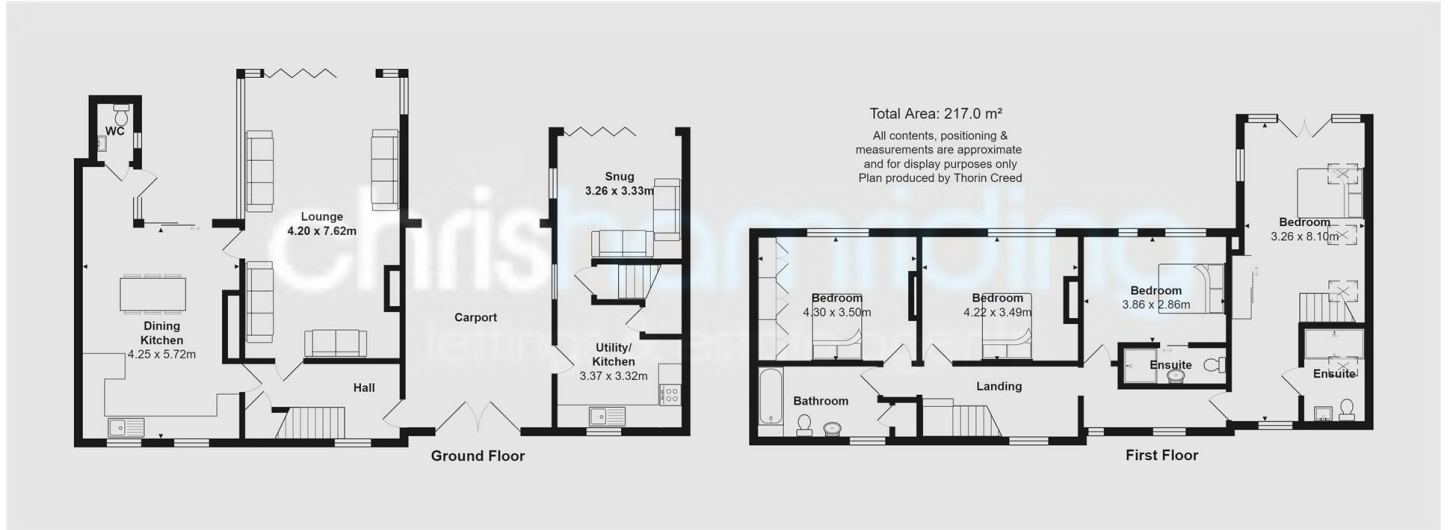 WC
Lounge
4.20 x 7.62m
Dining
Kitchen
4.25 x 5.72m
Hall
Carport
Snug
3.26 x 3.33m
Utility/
Kitchen
3.37 x 3.32m
Ground Floor
Total Area: 217.0 m²
All contents, positioning &
measurements are approximate
and for display purposes only
Plan produced by Thorin Creed
Bedroom
4.30 x 3.50m
Bedroom
4.22 x 3.49m
Bedroom
3.86 x 2.86m
Bedroom
3.26 x 8.10m
Ensuite
Ensuite
Bathroom
Landing
First Floor
chrishamriding